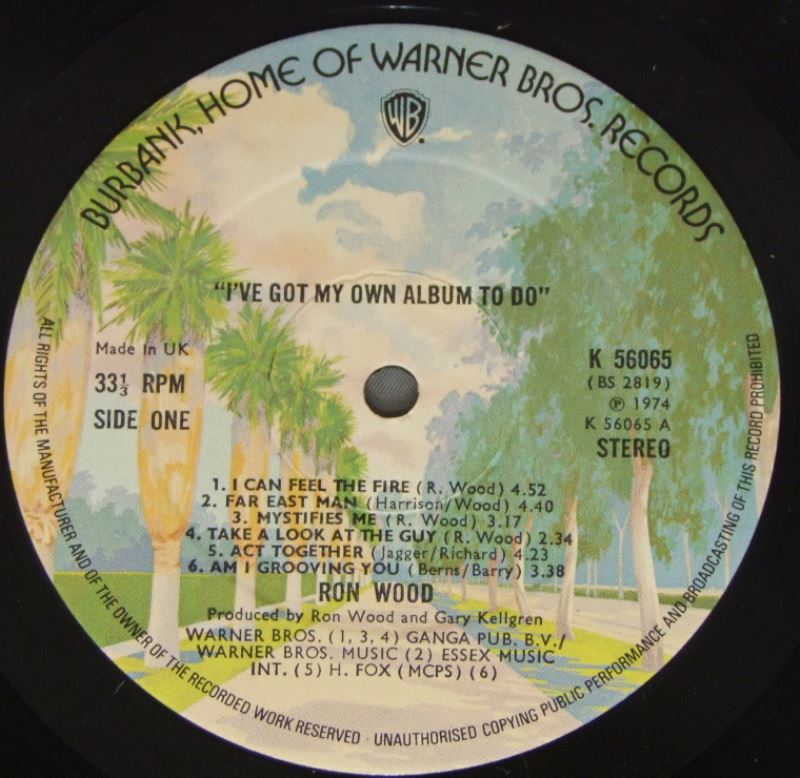 BURBANK, HOME OF WARNER BROS. RECORDS
WB
"I'VE GOT MY OWN ALBUM TO DO"
Made in UK
33⅓ RPM
SIDE ONE
K 56065
(BS 2819)
℗ 1974
K 56065 A
STEREO
1. I CAN FEEL THE FIRE (R. Wood) 4.52
2. FAR EAST MAN (Harrison/Wood) 4.40
3. MYSTIFIES ME (R. Wood) 3.17
4. TAKE A LOOK AT THE GUY (R. Wood) 2.34
5. ACT TOGETHER (Jagger/Richard) 4.23
6. AM I GROOVING YOU (Berns/Barry) 3.38
RON WOOD
Produced by Ron Wood and Gary Kellgren
WARNER BROS. (1, 3, 4) GANGA PUB. B.V./
WARNER BROS. MUSIC (2) ESSEX MUSIC
INT. (5) H. FOX (MCPS) (6)
ALL RIGHTS OF THE MANUFACTURER AND OF THE OWNER OF THE RECORDED WORK RESERVED · UNAUTHORISED COPYING PUBLIC PERFORMANCE AND BROADCASTING OF THIS RECORD PROHIBITED